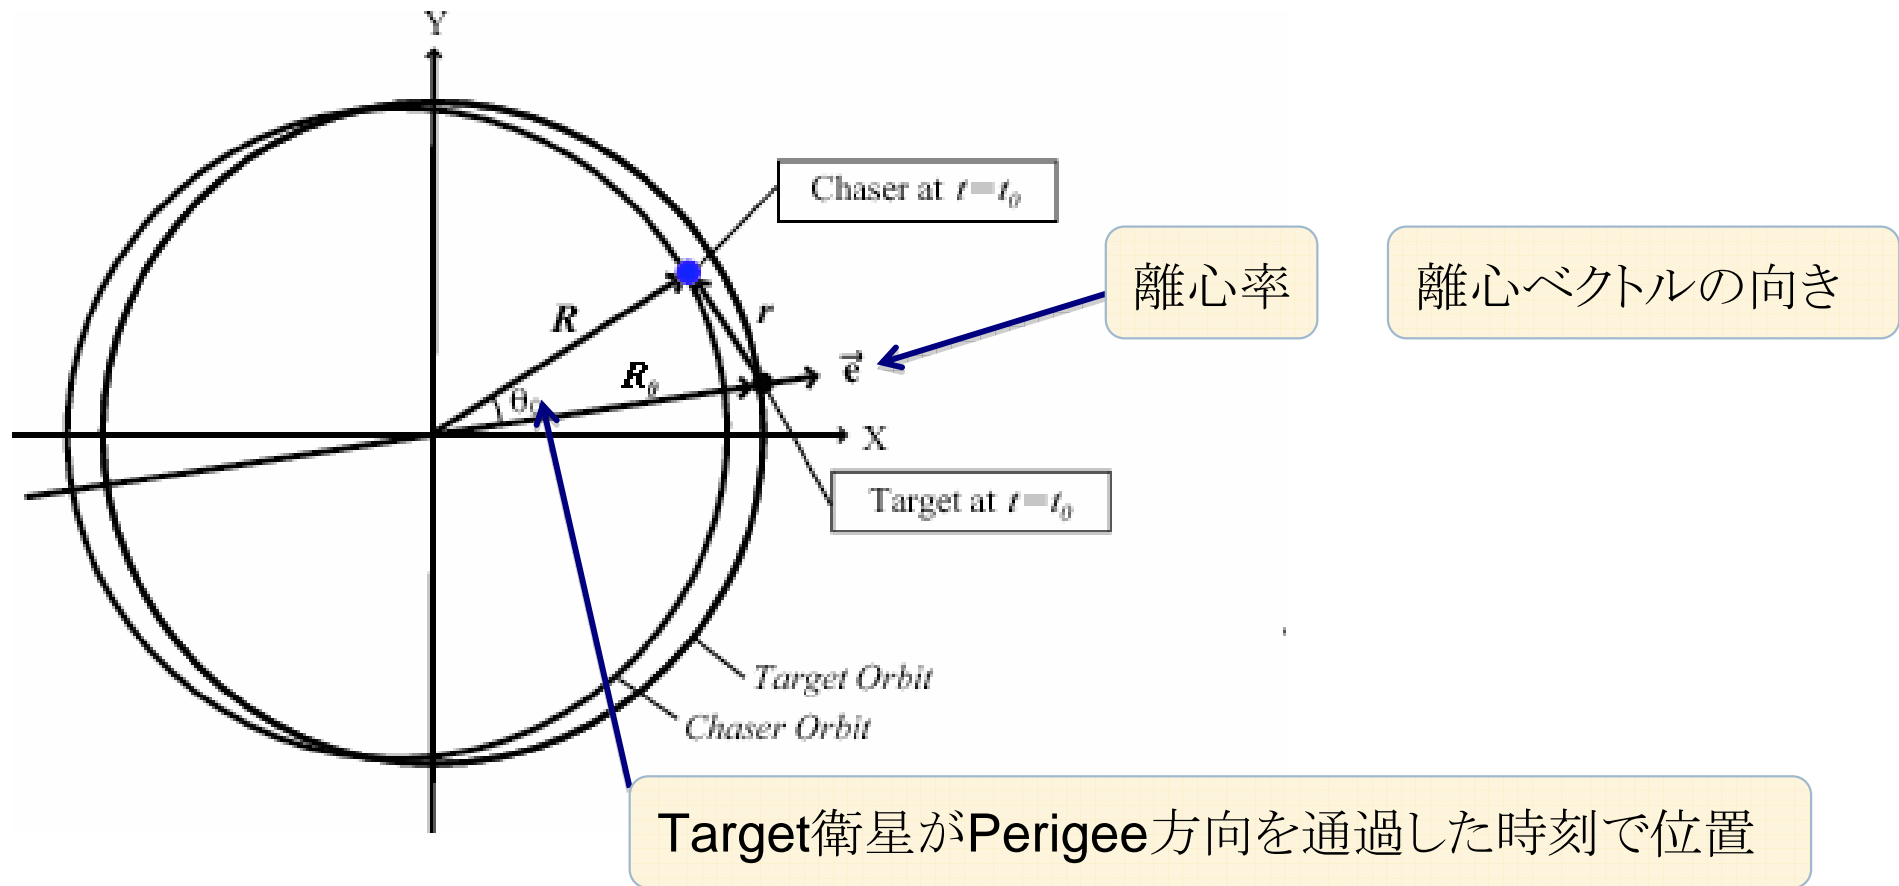 Y
Chaser at t=t₀
離心率
離心ベクトルの向き
R
r
e
R₀
θ₀
X
Target at t=t₀
Target Orbit
Chaser Orbit
Target衛星がPerigee方向を通過した時刻で位置